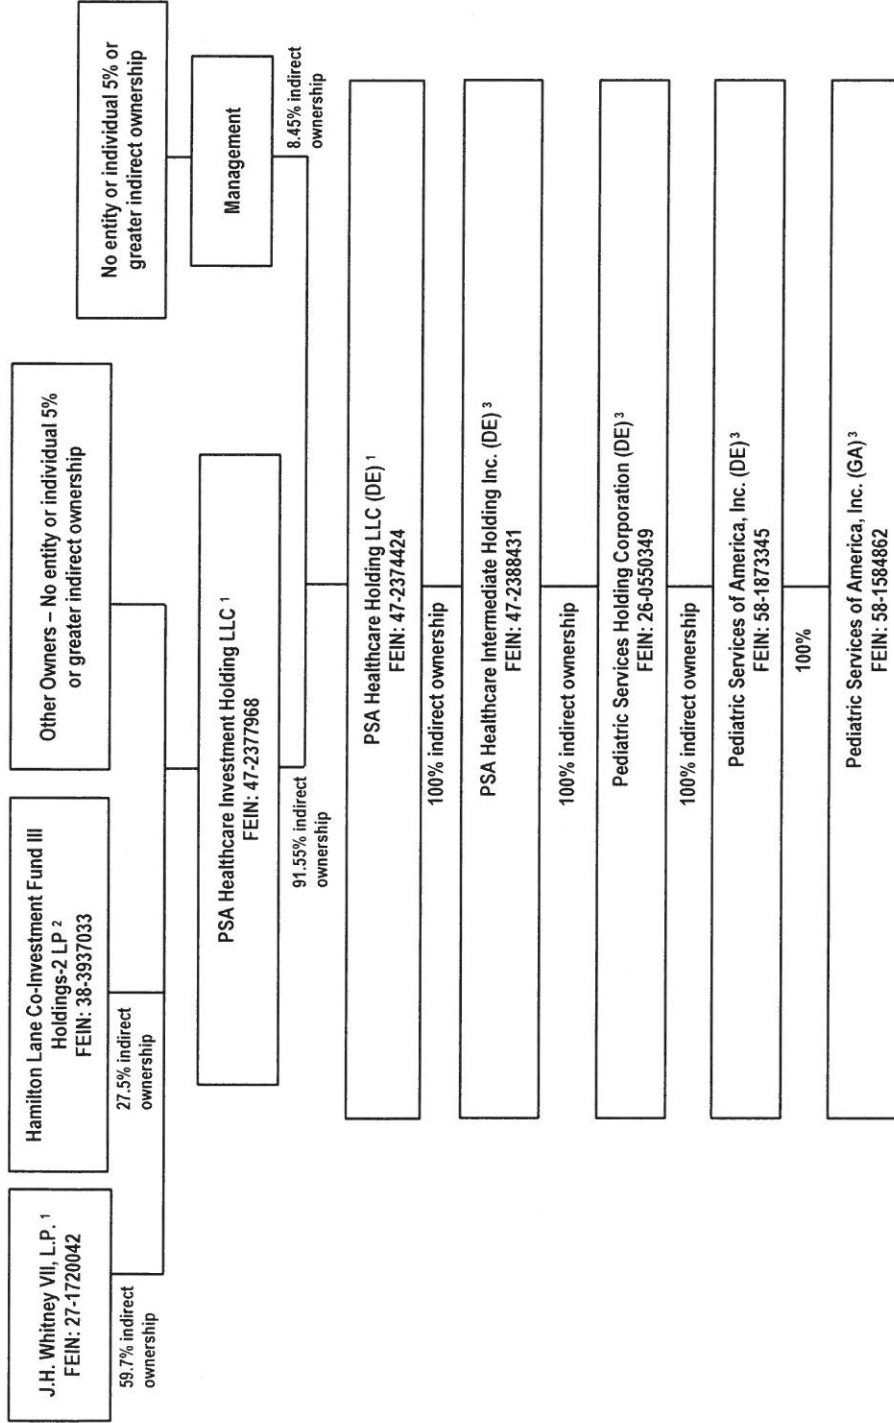 J.H. Whitney VII, L.P. 1
FEIN: 27-1720042
59.7% indirect
ownership
Hamilton Lane Co-Investment Fund III
Holdings-2 LP 2
FEIN: 38-3937033
27.5% indirect
ownership
Other Owners – No entity or individual 5%
or greater indirect ownership
No entity or individual 5% or
greater indirect ownership
PSA Healthcare Investment Holding LLC 1
FEIN: 47-2377968
Management
91.55% indirect
ownership
8.45% indirect
ownership
PSA Healthcare Holding LLC (DE) 1
FEIN: 47-2374424
100% indirect ownership
PSA Healthcare Intermediate Holding Inc. (DE) 3
FEIN: 47-2388431
100% indirect ownership
Pediatric Services Holding Corporation (DE) 3
FEIN: 26-0550349
100% indirect ownership
Pediatric Services of America, Inc. (DE) 3
FEIN: 58-1873345
100%
Pediatric Services of America, Inc. (GA) 3
FEIN: 58-1584862